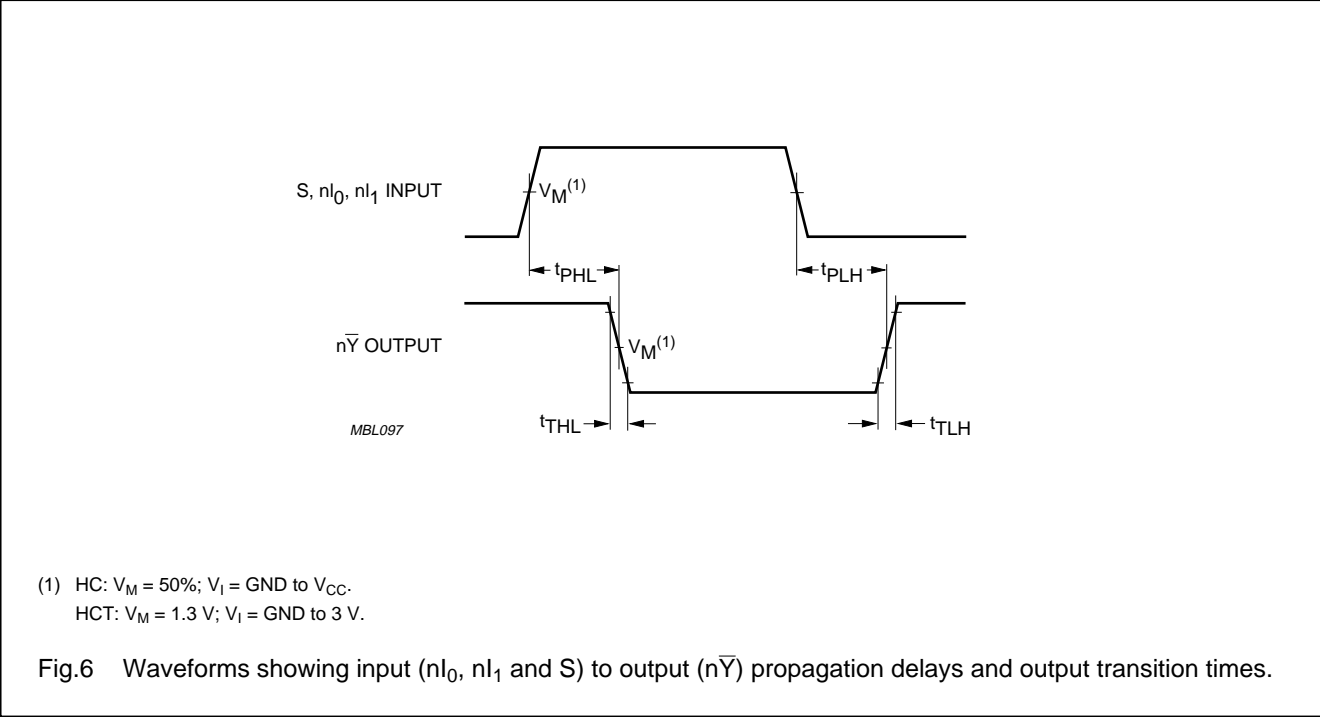 S, nI0, nI1 INPUT
VM(1)
tPHL
tPLH
nY̅ OUTPUT
VM(1)
tTHL
tTLH
MBL097
(1) HC: VM = 50%; VI = GND to VCC.
HCT: VM = 1.3 V; VI = GND to 3 V.
Fig.6 Waveforms showing input (nI0, nI1 and S) to output (nY̅) propagation delays and output transition times.